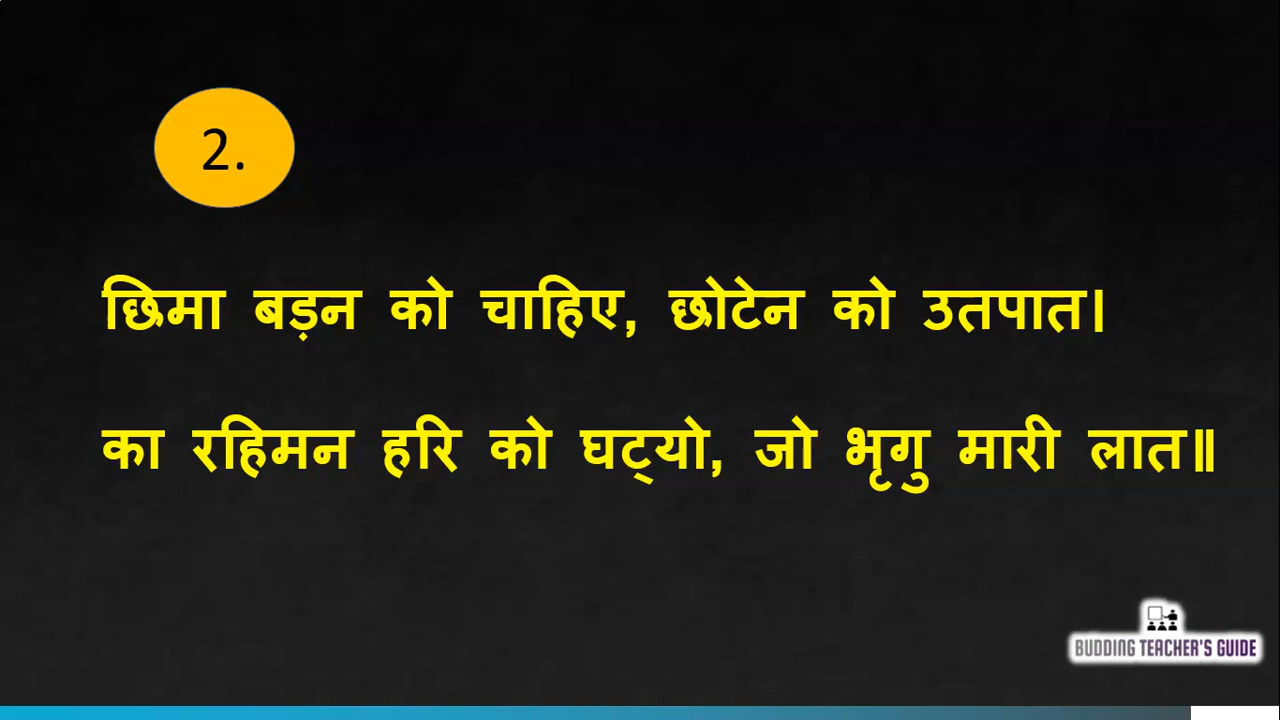 2.
छिमा बड़न को चाहिए, छोटेन को उतपात।
का रहिमन हरि को घट्‌यो, जो भृगु मारी लात॥
BUDDING TEACHER'S GUIDE